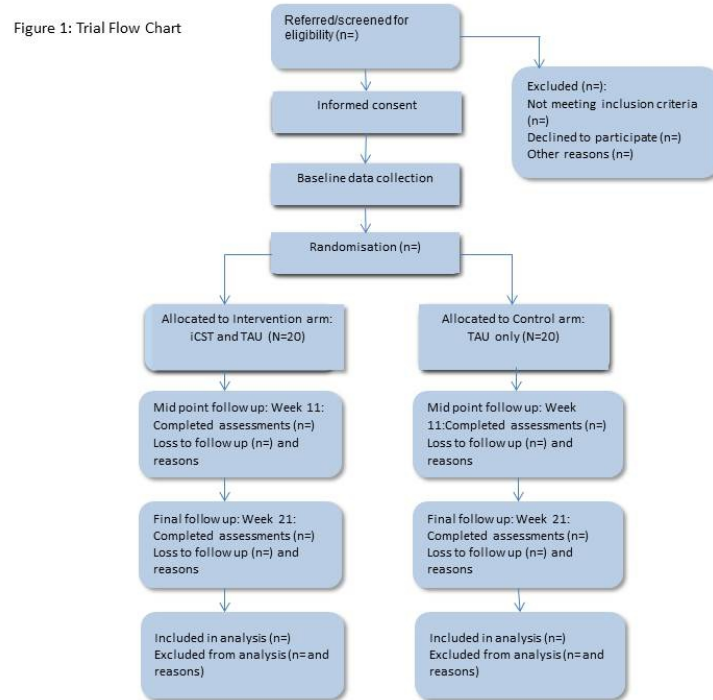 Figure 1: Trial Flow Chart
Referred/screened for
eligibility (n=)
Excluded (n=):
Not meeting inclusion criteria
(n=)
Declined to participate (n=)
Other reasons (n=)
Informed consent
Baseline data collection
Randomisation (n=)
Allocated to Intervention arm:
iCST and TAU (N=20)
Allocated to Control arm:
TAU only (N=20)
Mid point follow up: Week 11:
Completed assessments (n=)
Loss to follow up (n=) and
reasons
Mid point follow up: Week
11:Completed assessments (n=)
Loss to follow up (n=) and
reasons
Final follow up: Week 21:
Completed assessments (n=)
Loss to follow up (n=) and
reasons
Final follow up: Week 21:
Completed assessments (n=)
Loss to follow up (n=) and
reasons
Included in analysis (n=)
Excluded from analysis (n= and
reasons)
Included in analysis (n=)
Excluded from analysis (n= and
reasons)